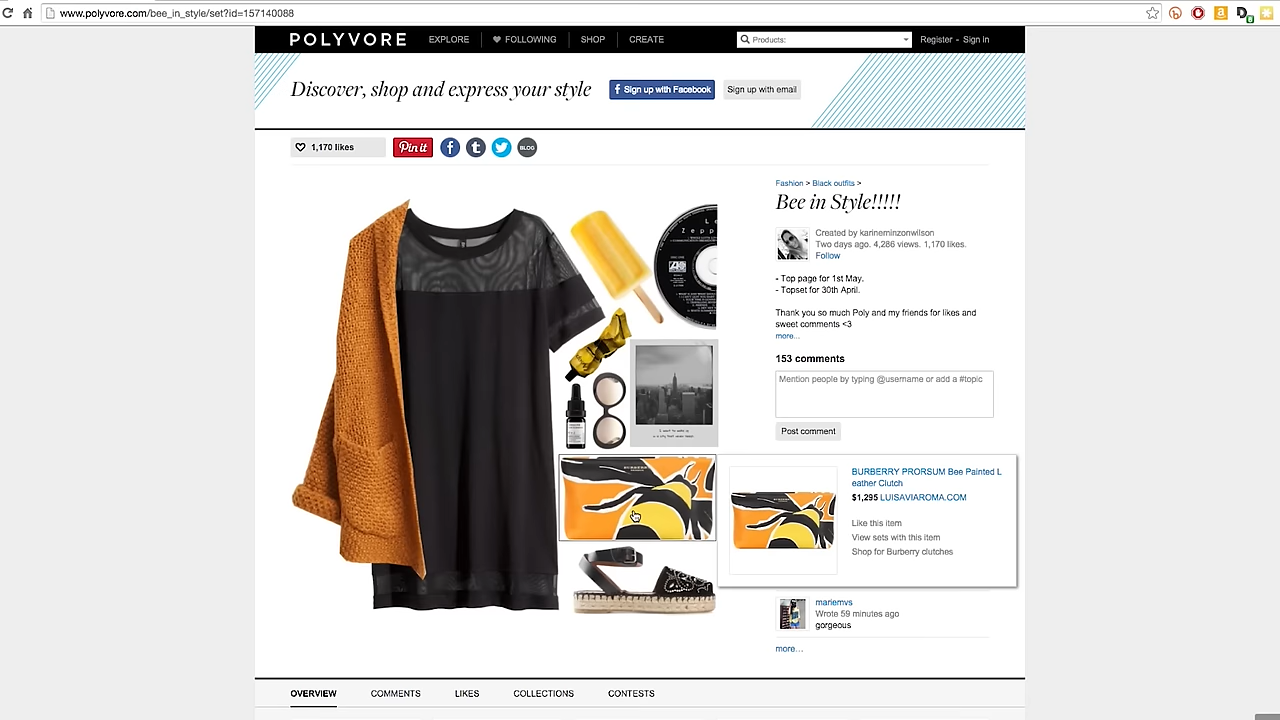 www.polyvore.com/bee_in_style/set?id=157140088
POLYVORE EXPLORE FOLLOWING SHOP CREATE Products: Register - Sign in
Discover, shop and express your style f Sign up with Facebook Sign up with email
1,170 likes Pin it f t BLOG
Fashion > Black outfits >
Bee in Style!!!!!
Created by karineminzonwilson
Two days ago. 4,286 views. 1,170 likes.
Follow
- Top page for 1st May.
- Topset for 30th April.
Thank you so much Poly and my friends for likes and
sweet comments <3
more...
153 comments
Mention people by typing @username or add a #topic
Post comment
BURBERRY
BURBERRY PRORSUM Bee Painted L
eather Clutch
$1,295 LUISAVIAROMA.COM
Like this item
View sets with this item
Shop for Burberry clutches
mariemvs
Wrote 59 minutes ago
gorgeous
more...
OVERVIEW COMMENTS LIKES COLLECTIONS CONTESTS